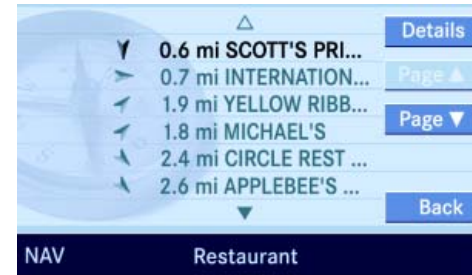 Details
0.6 mi SCOTT'S PRI...
0.7 mi INTERNATION...
Page ▲
1.9 mi YELLOW RIBB...
Page ▼
1.8 mi MICHAEL'S
2.4 mi CIRCLE REST ...
2.6 mi APPLEBEE'S ...
Back
NAV
Restaurant